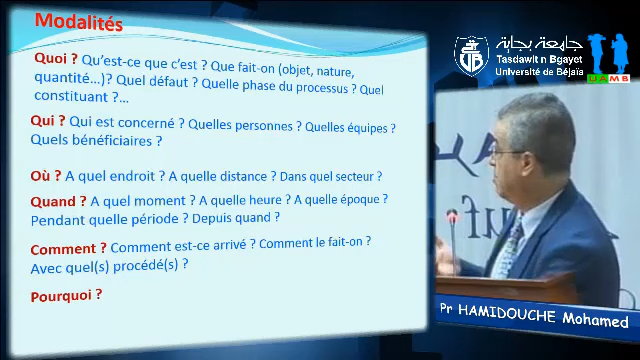 Modalités
Quoi ? Qu'est-ce que c'est ? Que fait-on (objet, nature,
quantité...)? Quel défaut ? Quelle phase du processus ? Quel
constituant ?...
Qui ? Qui est concerné ? Quelles personnes ? Quelles équipes ?
Quels bénéficiaires ?
Où ? A quel endroit ? A quelle distance ? Dans quel secteur ?
Quand ? A quel moment ? A quelle heure ? A quelle époque ?
Pendant quelle période ? Depuis quand ?
Comment ? Comment est-ce arrivé ? Comment le fait-on ?
Avec quel(s) procédé(s) ?
Pourquoi ?
جامعة بجاية
Tasdawit n Bgayet
Université de Béjaïa
UAMB
Pr HAMIDOUCHE Mohamed